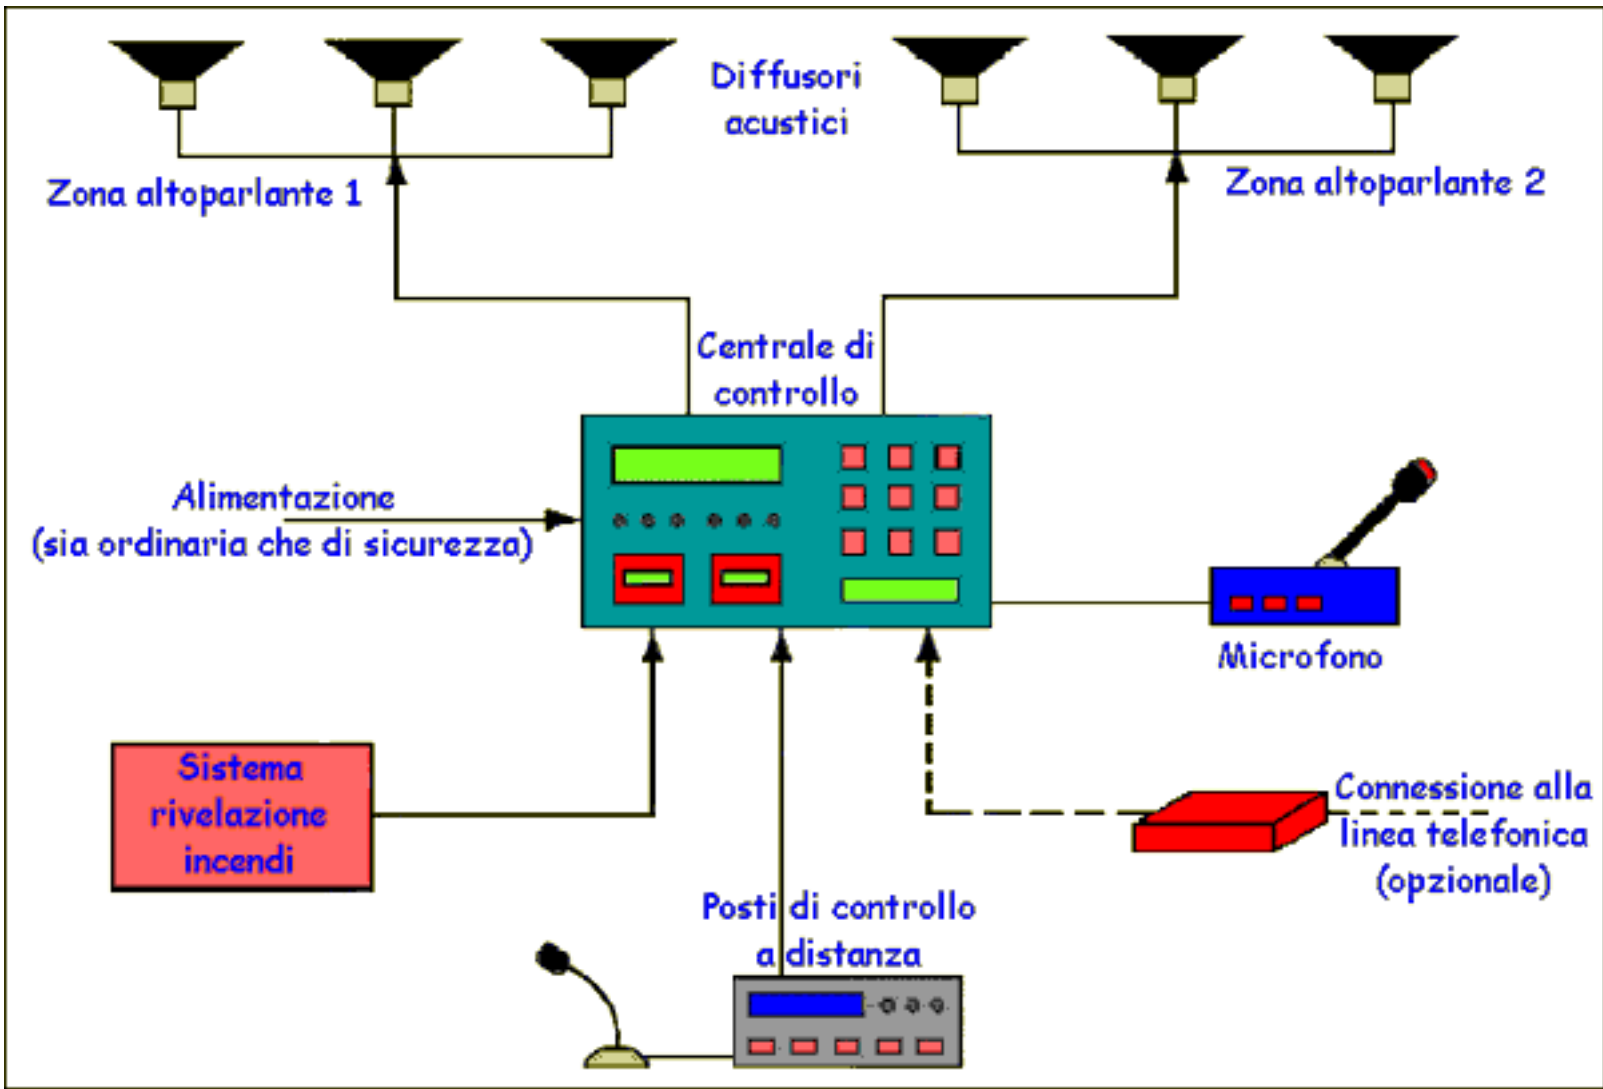 Diffusori
acustici
Zona altoparlante 1
Zona altoparlante 2
Centrale di
controllo
Alimentazione
(sia ordinaria che di sicurezza)
Microfono
Sistema
rivelazione
incendi
Connessione alla
linea telefonica
(opzionale)
Posti di controllo
a distanza